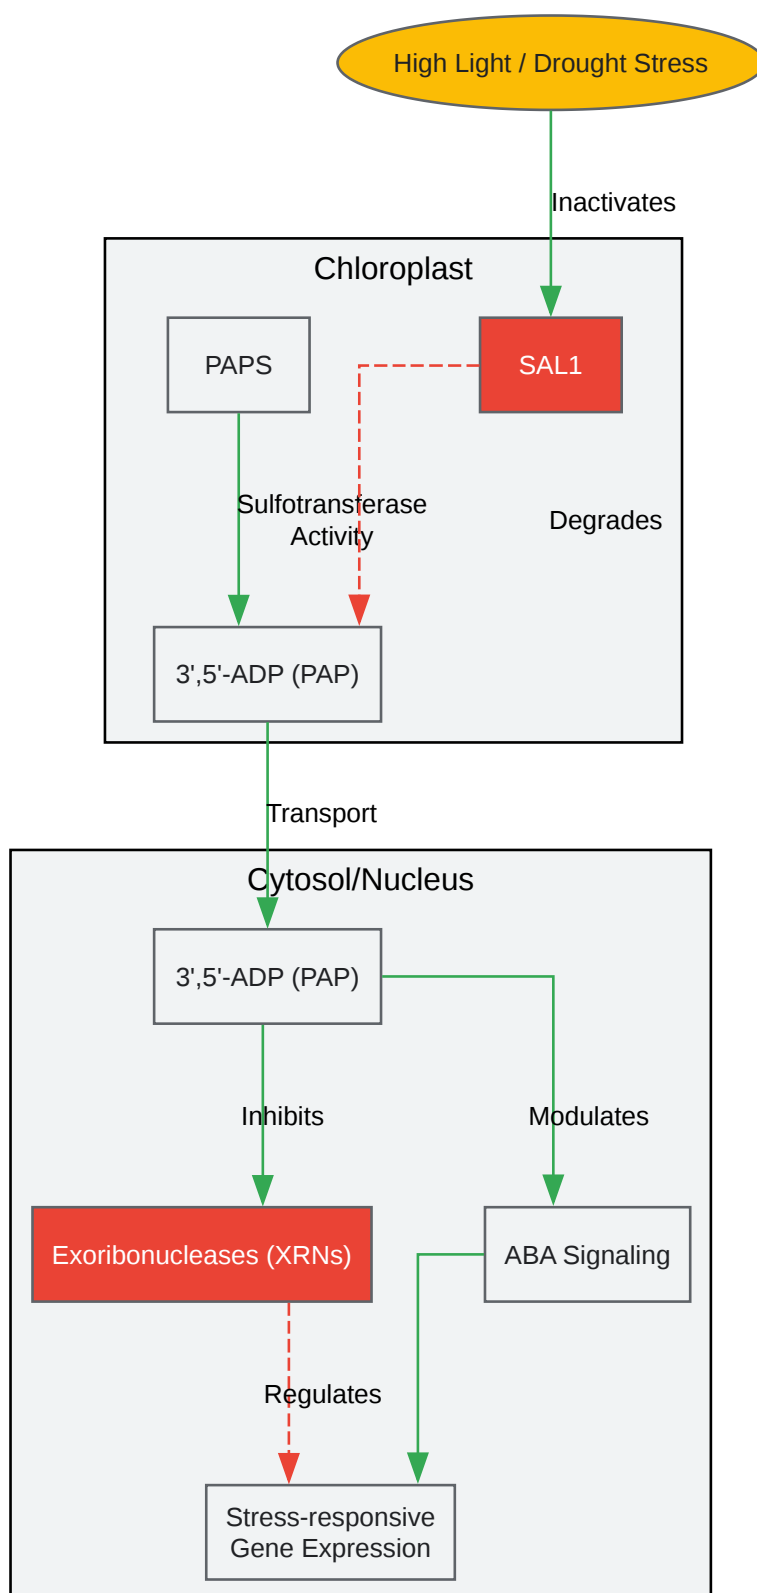 High Light / Drought Stress
Inactivates
Chloroplast
PAPS
SAL1
Sulfotransferase
Activity
Degrades
3',5'-ADP (PAP)
Transport
Cytosol/Nucleus
3',5'-ADP (PAP)
Inhibits
Modulates
Exoribonucleases (XRNs)
ABA Signaling
Regulates
Stress-responsive
Gene Expression